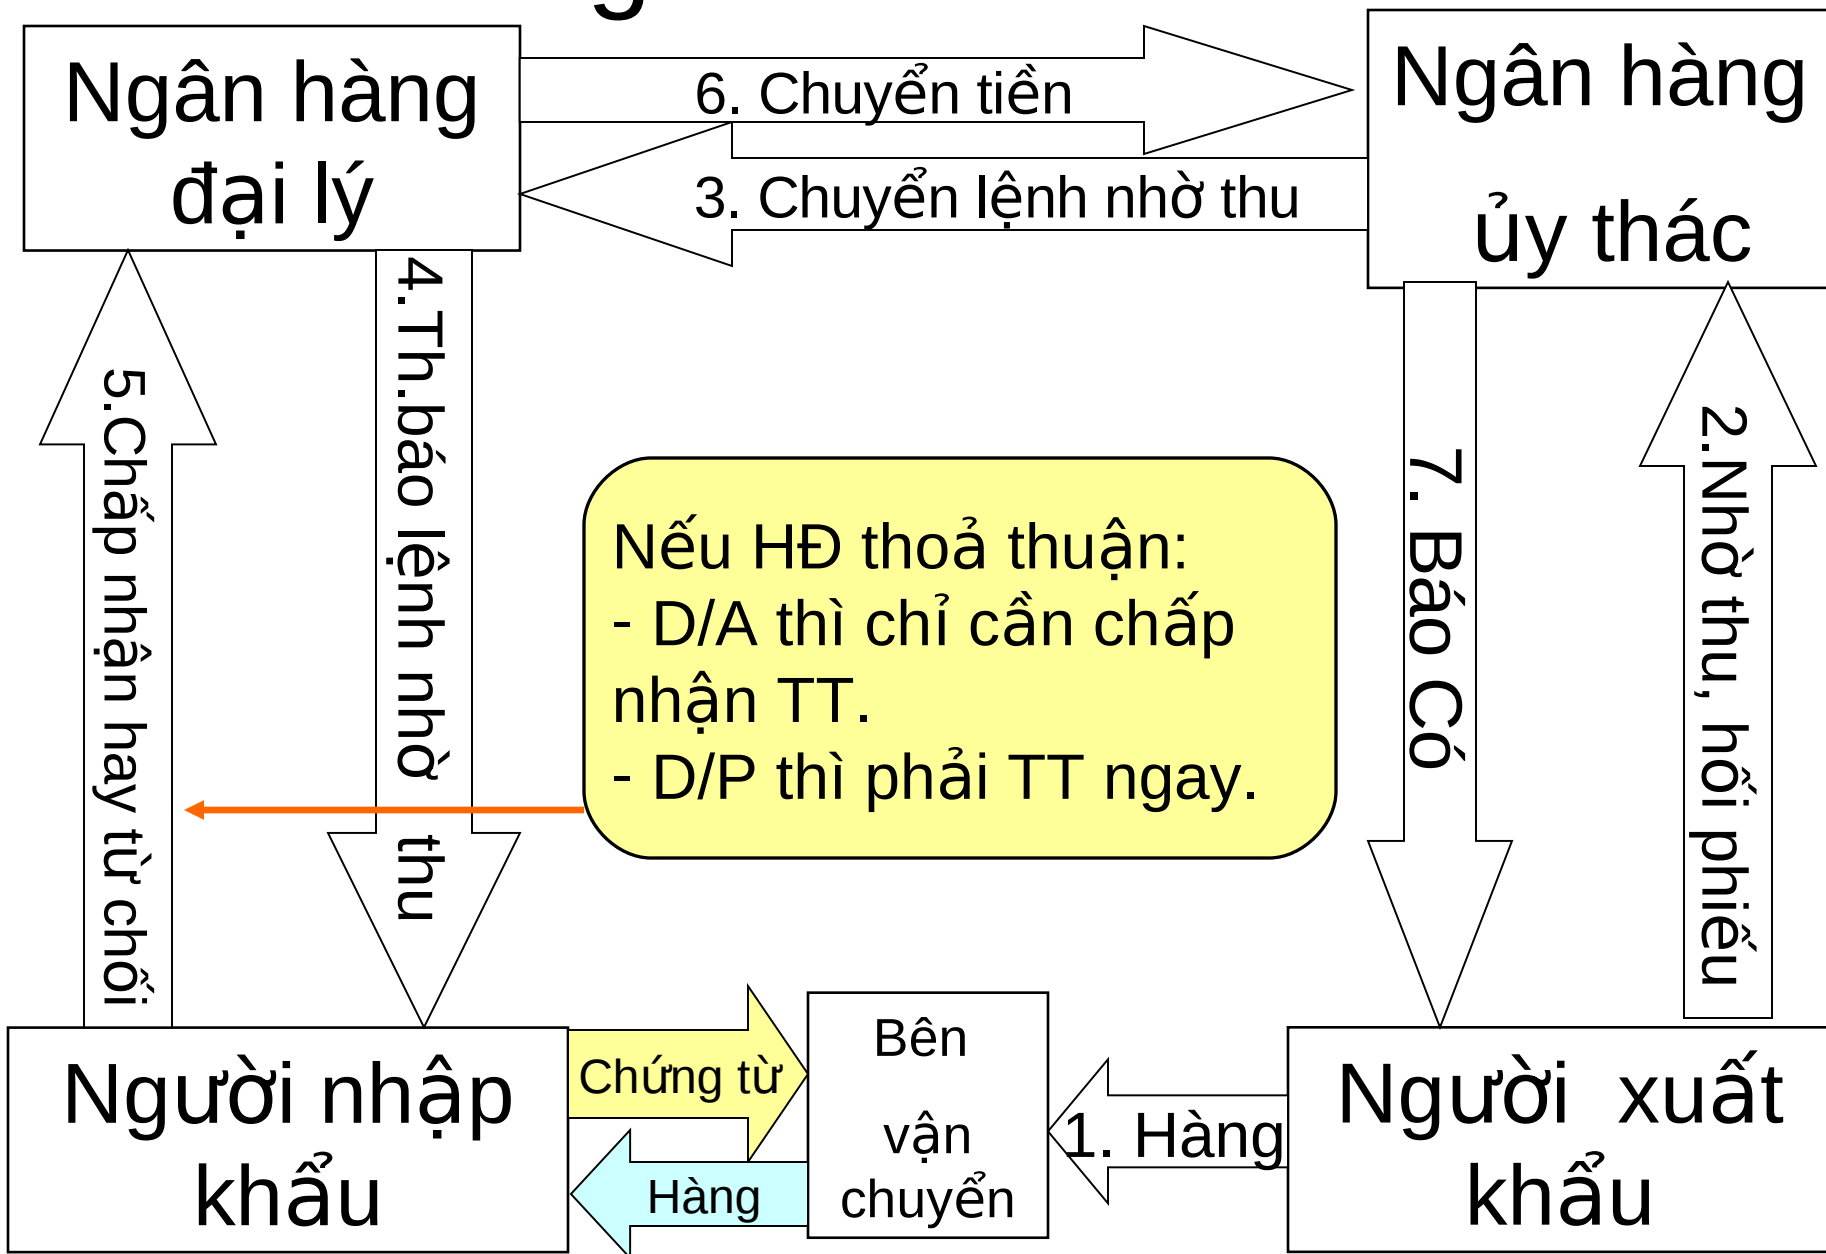 g
Ngân hàng
đại lý
6. Chuyển tiền
3. Chuyển lệnh nhờ thu
Ngân hàng
ủy thác
5.Chấp nhận hay từ chối
4.Th.báo lệnh nhờ thu
Nếu HĐ thoả thuận:
- D/A thì chỉ cần chấp
nhận TT.
- D/P thì phải TT ngay.
7. Báo Có
2.Nhờ thu, hối phiếu
Người nhập
khẩu
Chứng từ
Hàng
Bên
vận
chuyển
1. Hàng
Người xuất
khẩu